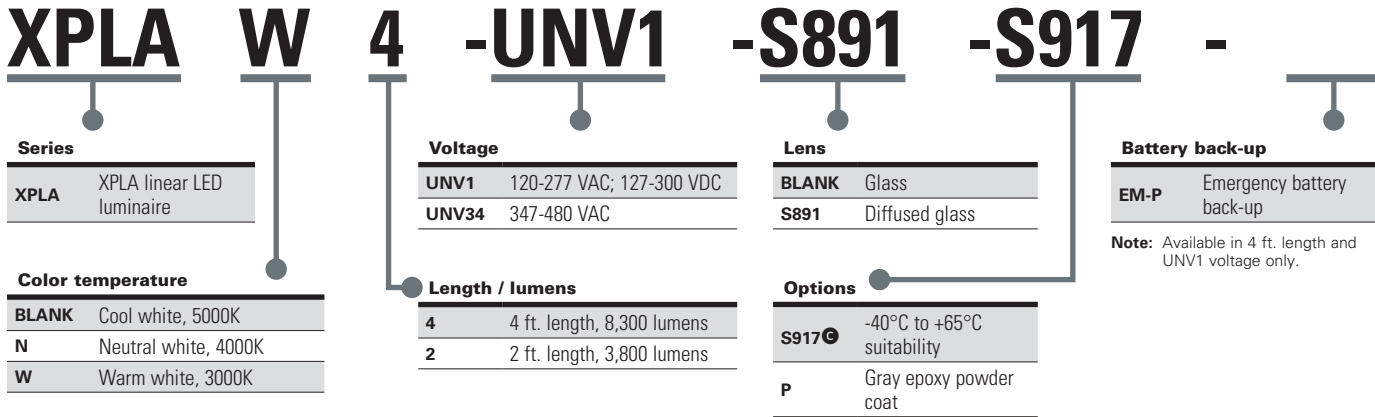 XPLA W 4 -UNV1 -S891 -S917 -
Series
XPLA XPLA linear LED
luminaire
Color temperature
BLANK Cool white, 5000K
N Neutral white, 4000K
W Warm white, 3000K
Voltage
UNV1 120-277 VAC; 127-300 VDC
UNV34 347-480 VAC
Length / lumens
4 4 ft. length, 8,300 lumens
2 2 ft. length, 3,800 lumens
Lens
BLANK Glass
S891 Diffused glass
Options
S917C -40°C to +65°C
suitability
P Gray epoxy powder
coat
Battery back-up
EM-P Emergency battery
back-up
Note: Available in 4 ft. length and
UNV1 voltage only.